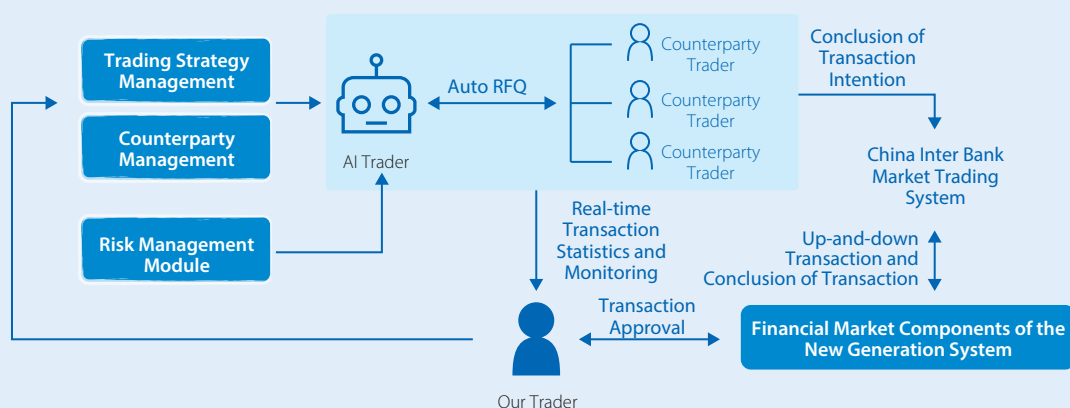 Trading Strategy
Management
Counterparty
Management
Risk Management
Module
AI Trader
Auto RFQ
Counterparty
Trader
Counterparty
Trader
Counterparty
Trader
Conclusion of
Transaction
Intention
China Inter Bank
Market Trading
System
Real-time
Transaction
Statistics and
Monitoring
Up-and-down
Transaction and
Conclusion of Transaction
Transaction
Approval
Financial Market Components of the
New Generation System
Our Trader